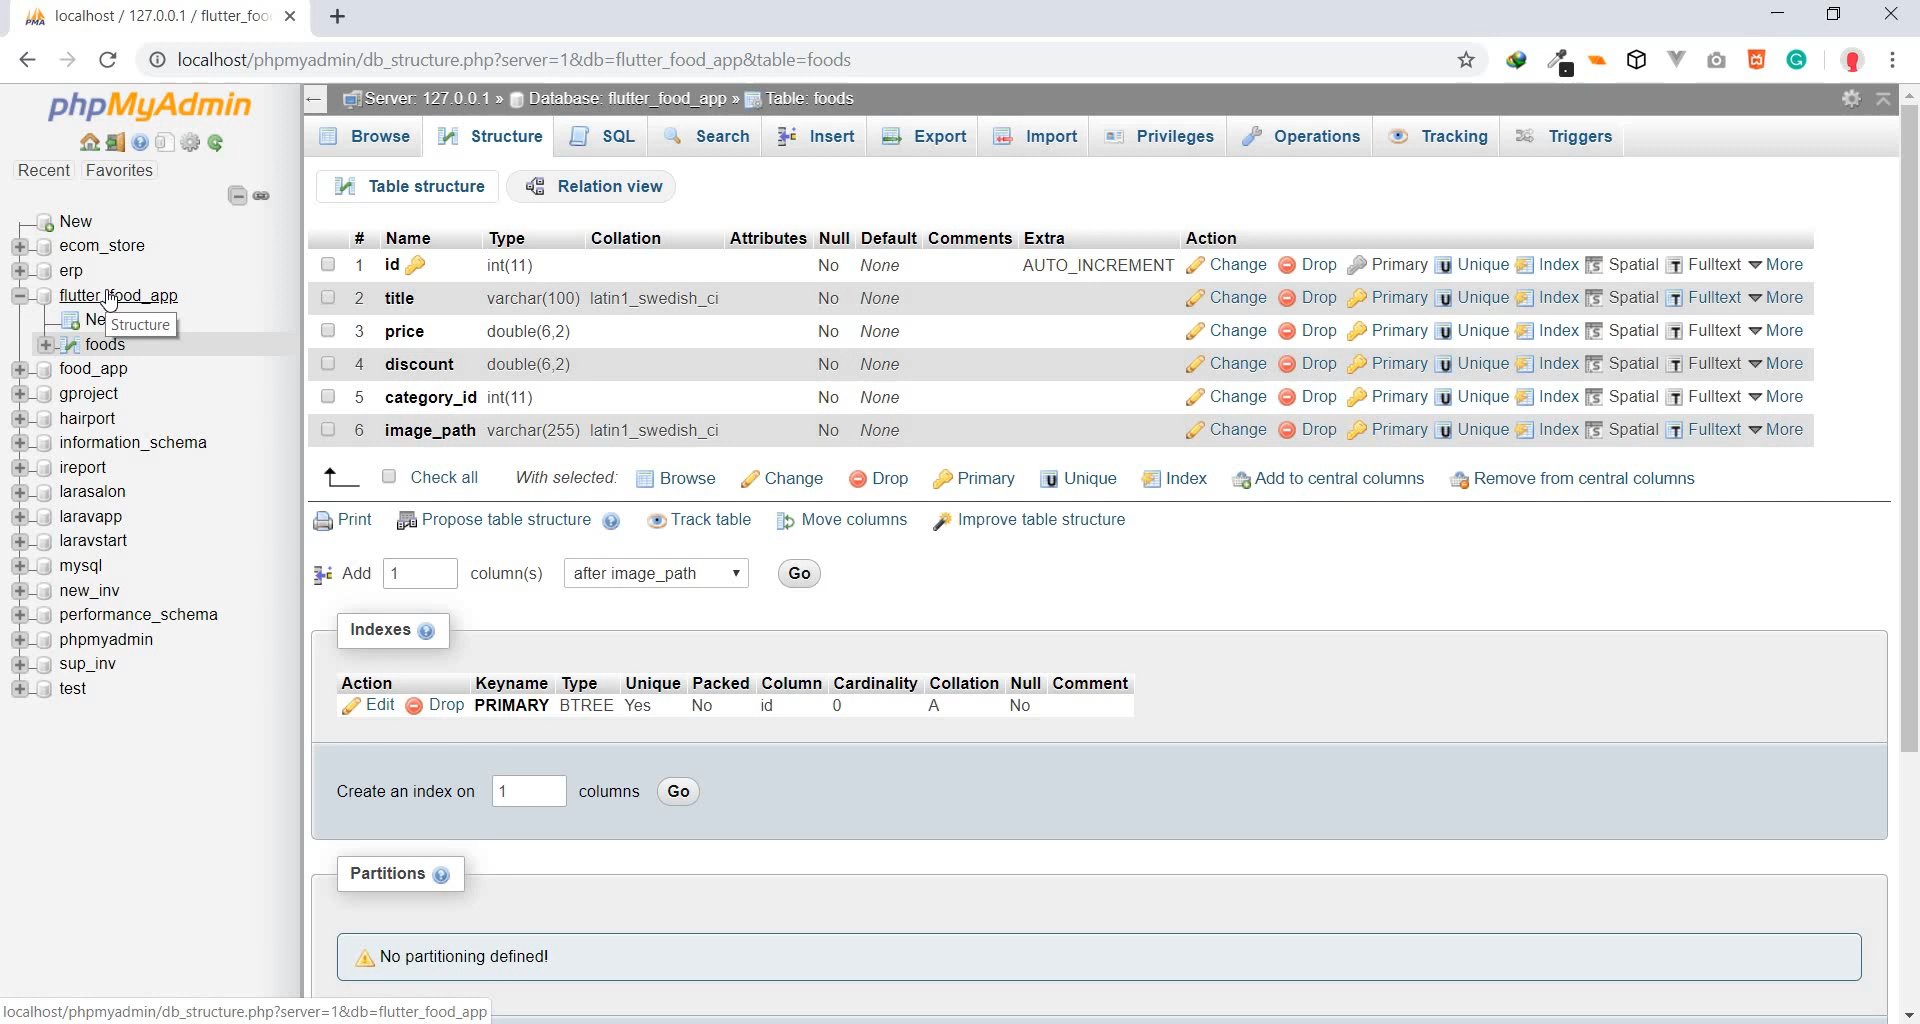 localhost / 127.0.0.1 / flutter_foo
localhost/phpmyadmin/db_structure.php?server=1&db=flutter_food_app&table=foods
phpMyAdmin
Recent Favorites
New
ecom_store
erp
flutter_food_app
Ne
Structure
foods
food_app
gproject
hairport
information_schema
ireport
larasalon
laravapp
laravstart
mysql
new_inv
performance_schema
phpmyadmin
sup_inv
test
Server: 127.0.0.1 » Database: flutter_food_app » Table: foods
Browse Structure SQL Search Insert Export Import Privileges Operations Tracking Triggers
Table structure Relation view
# Name Type Collation Attributes Null Default Comments Extra Action
1 id int(11) No None AUTO_INCREMENT Change Drop Primary Unique Index Spatial Fulltext More
2 title varchar(100) latin1_swedish_ci No None Change Drop Primary Unique Index Spatial Fulltext More
3 price double(6,2) No None Change Drop Primary Unique Index Spatial Fulltext More
4 discount double(6,2) No None Change Drop Primary Unique Index Spatial Fulltext More
5 category_id int(11) No None Change Drop Primary Unique Index Spatial Fulltext More
6 image_path varchar(255) latin1_swedish_ci No None Change Drop Primary Unique Index Spatial Fulltext More
Check all With selected: Browse Change Drop Primary Unique Index Add to central columns Remove from central columns
Print Propose table structure Track table Move columns Improve table structure
Add 1 column(s) after image_path Go
Indexes
Action Keyname Type Unique Packed Column Cardinality Collation Null Comment
Edit Drop PRIMARY BTREE Yes No id 0 A No
Create an index on 1 columns Go
Partitions
No partitioning defined!
localhost/phpmyadmin/db_structure.php?server=1&db=flutter_food_app